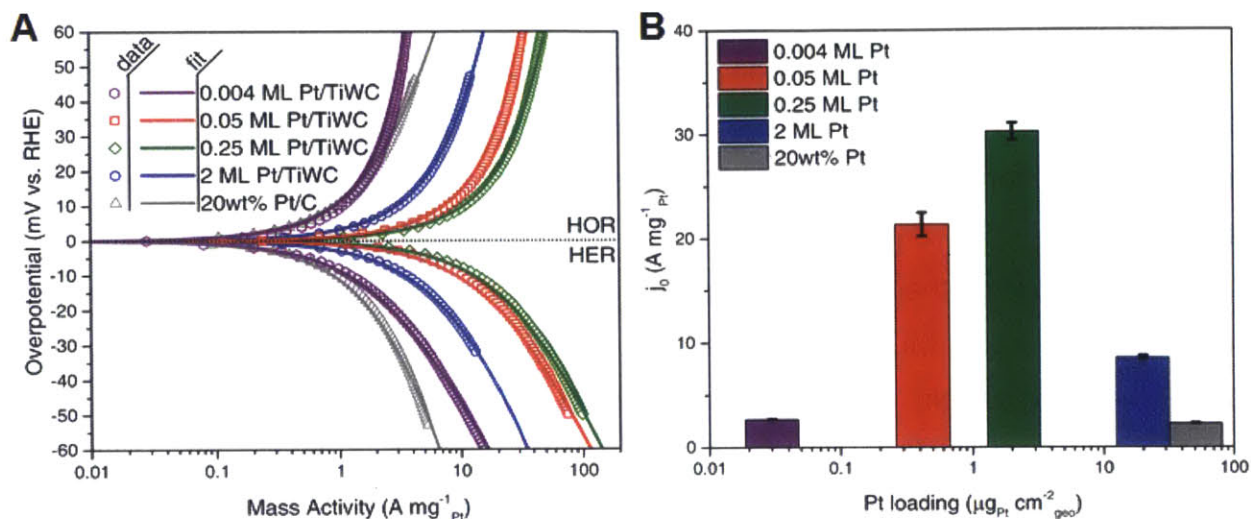 A
Overpotential (mV vs. RHE)
60
50
40
30
20
10
0
-10
-20
-30
-40
-50
-60
data
fit
0.004 ML Pt/TiWC
0.05 ML Pt/TiWC
0.25 ML Pt/TiWC
2 ML Pt/TiWC
20wt% Pt/C
HOR
HER
0.01
0.1
1
10
100
Mass Activity (A mg⁻¹Pt)
B
j₀ (A mg⁻¹Pt)
40
30
20
10
0
0.004 ML Pt
0.05 ML Pt
0.25 ML Pt
2 ML Pt
20wt% Pt
0.01
0.1
1
10
100
Pt loading (μgPt cm⁻²geo)